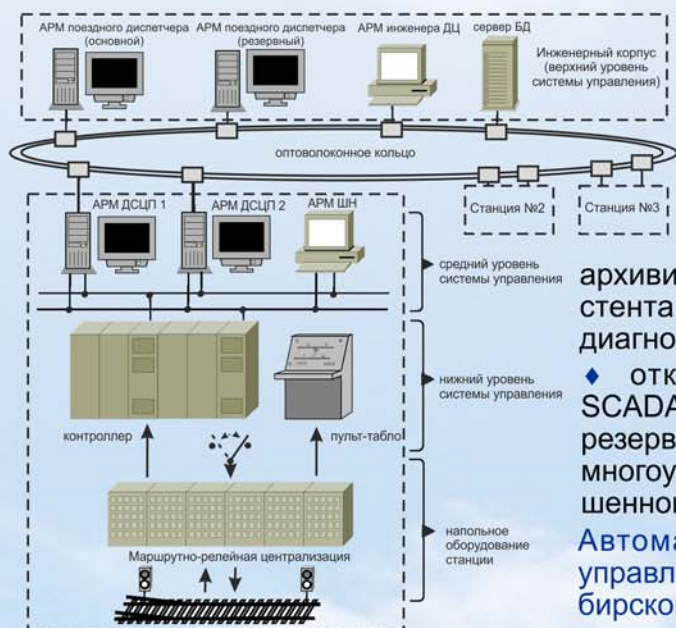 АРМ поездного диспетчера
(основной)
АРМ поездного диспетчера
(резервный)
АРМ инженера ДЦ
сервер БД
Инженерный корпус
(верхний уровень
системы управления)
оптоволоконное кольцо
АРМ ДСЦП 1
АРМ ДСЦП 2
АРМ ШН
Станция №2
Станция №3
средний уровень
системы управления
контроллер
пульт-табло
нижний уровень
системы управления
Маршрутно-релейная централизация
напольное
оборудование
станции
архиви
стента
диагно
♦ отк
SCADA
резерв
многоу
шенног
Автома
управл
бирско